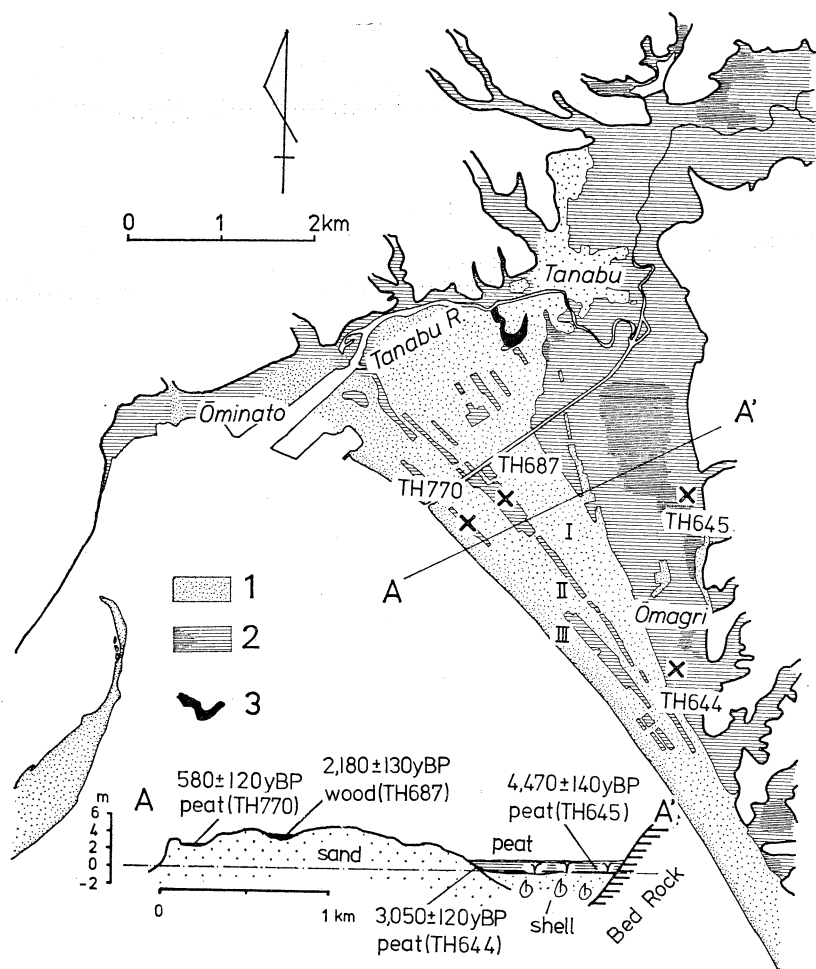 0 1 2km
Tanabu
Tanabu R.
Ōminato
A'
TH687
TH770
TH645
I
A
II
1
Ōmagri
III
2
TH644
3
2,180±130yBP
580±120yBP
wood(TH687)
4,470±140yBP
A
peat(TH770)
peat(TH645)
A'
m
6
4
2
0
-2
peat
sand
Bed Rock
0 1 km
3,050±120yBP
shell
peat(TH644)